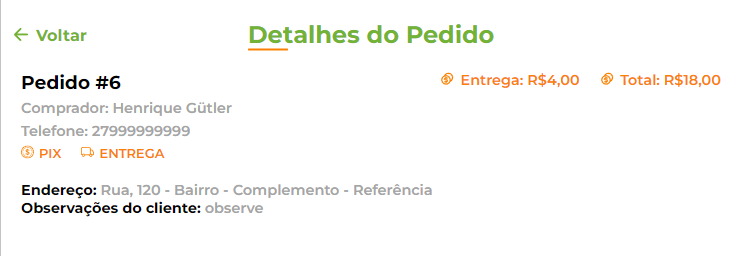 Voltar
Detalhes do Pedido
Pedido #6
Entrega: R$4,00
Total: R$18,00
Comprador: Henrique Gütler
Telefone: 27999999999
PIX
ENTREGA
Endereço: Rua, 120 - Bairro - Complemento - Referência
Observações do cliente: observe